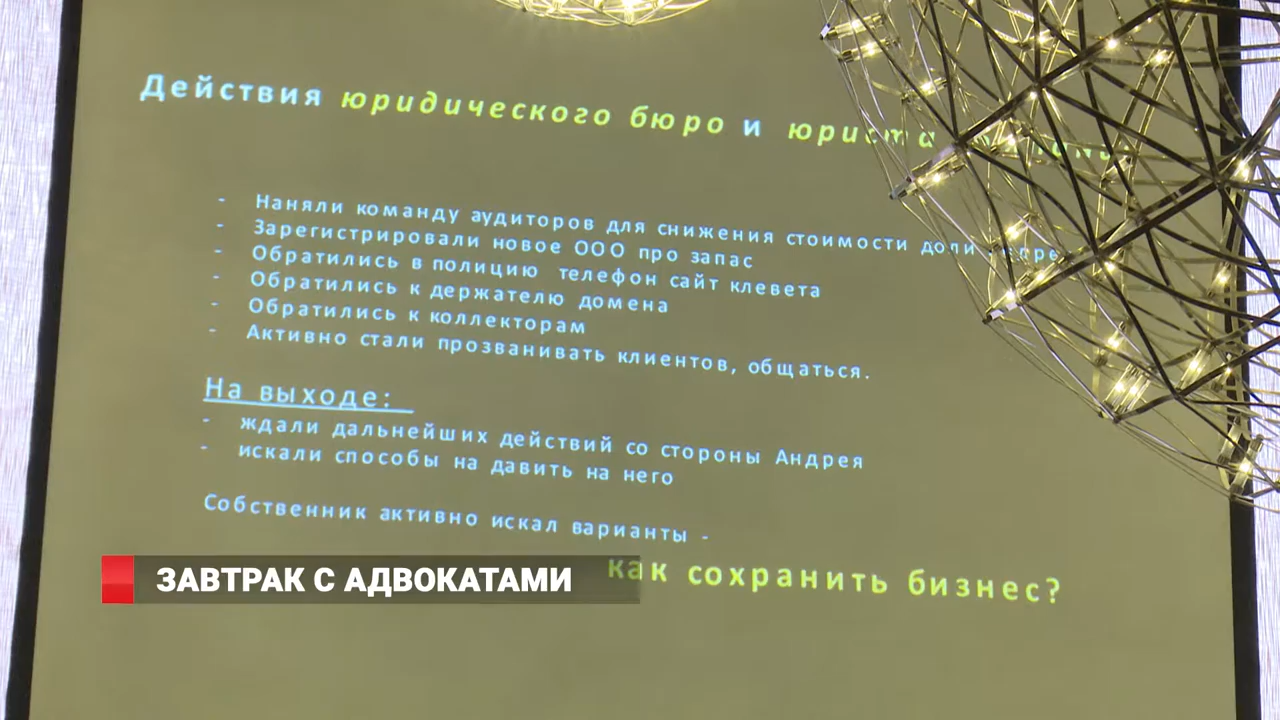 Действия юридического бюро и
- Наняли команду аудиторов для снижения стоимости доли
- Зарегистрировали новое ООО про запас
- Обратились в полицию телефон сайт клевета
- Обратились к держателю домена
- Обратились к коллекторам
- Активно стали прозванивать клиентов, общаться.
На выходе:
- ждали дальнейших действий со стороны Андрея
- искали способы на давить на него
Собственник активно искал варианты -
как сохранить бизнес?
ЗАВТРАК С АДВОКАТАМИ